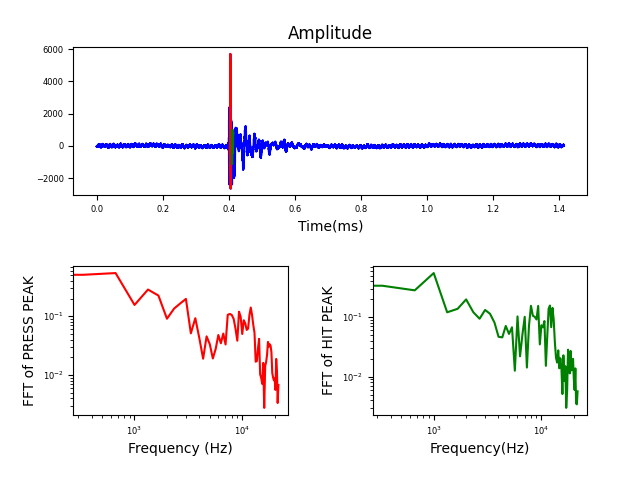 Amplitude
6000
4000
2000
0
−2000
0.0 0.2 0.4 0.6 0.8 1.0 1.2 1.4
Time(ms)
FFT of PRESS PEAK
10⁻¹
10⁻²
10³ 10⁴
Frequency (Hz)
FFT of HIT PEAK
10⁻¹
10⁻²
10³ 10⁴
Frequency(Hz)